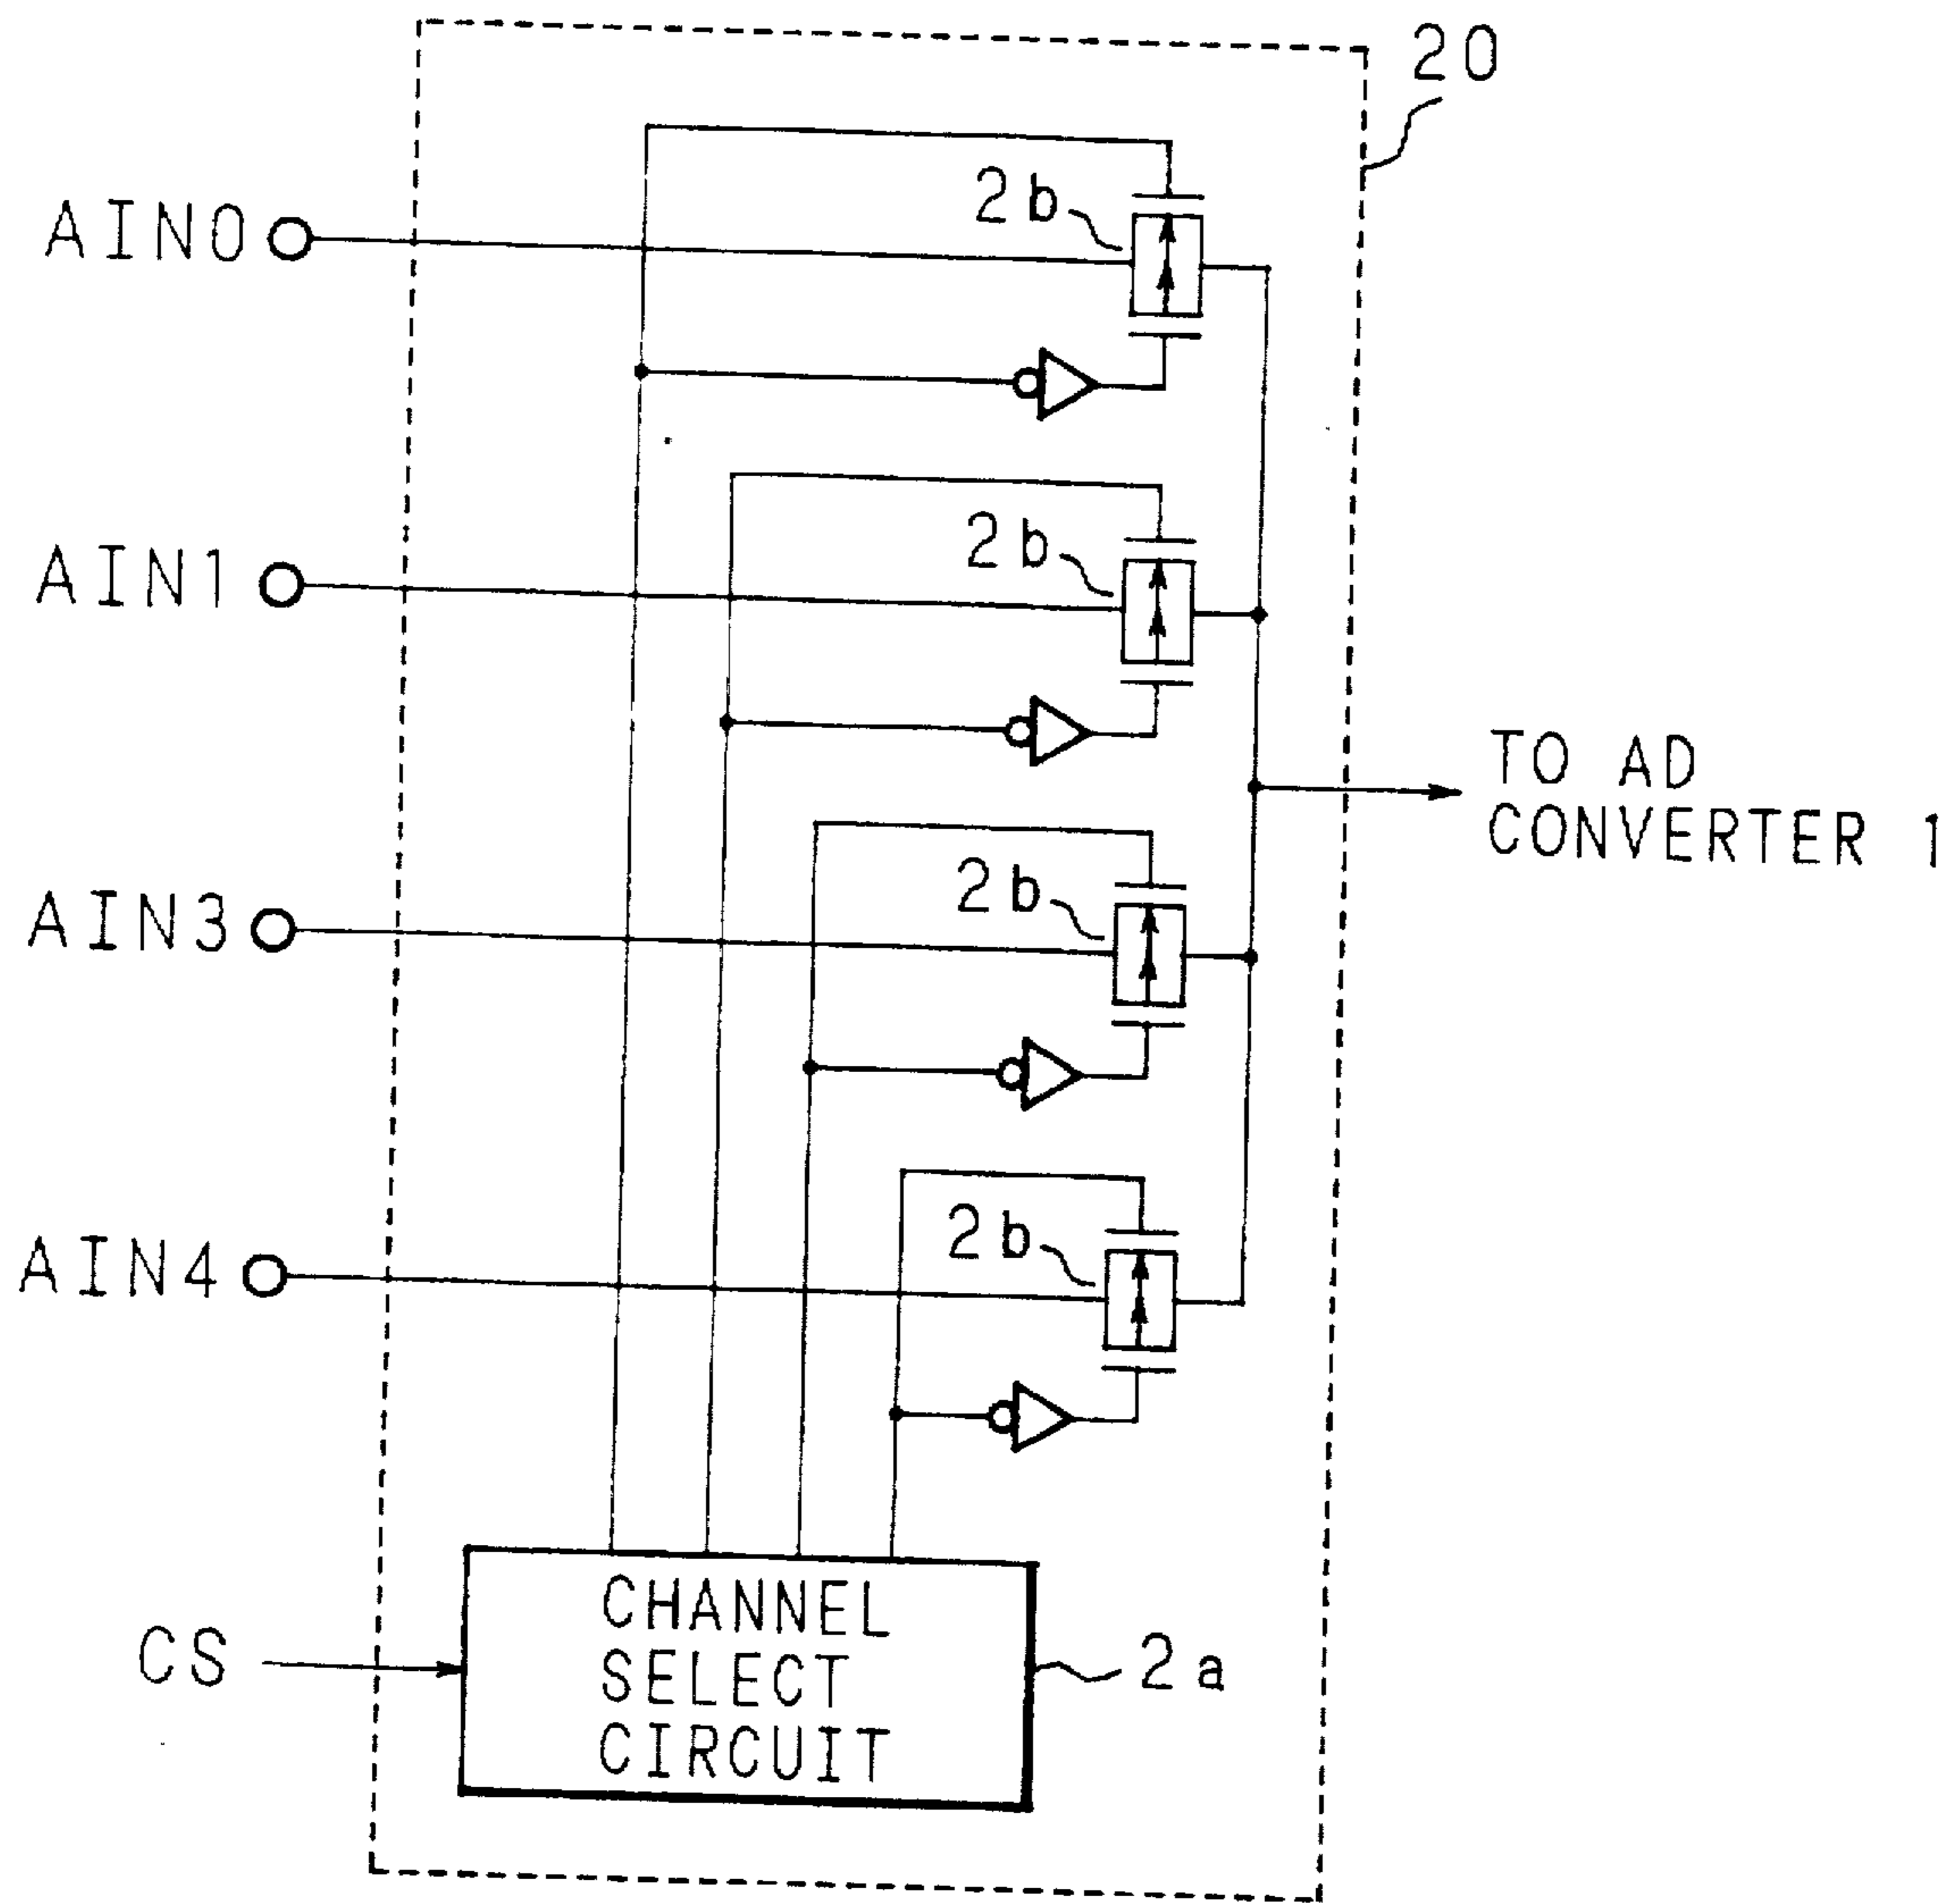 20
2b
AIN0
2b
AIN1
TO AD
CONVERTER 1
2b
AIN3
2b
AIN4
CHANNEL
SELECT
CIRCUIT
CS
2a